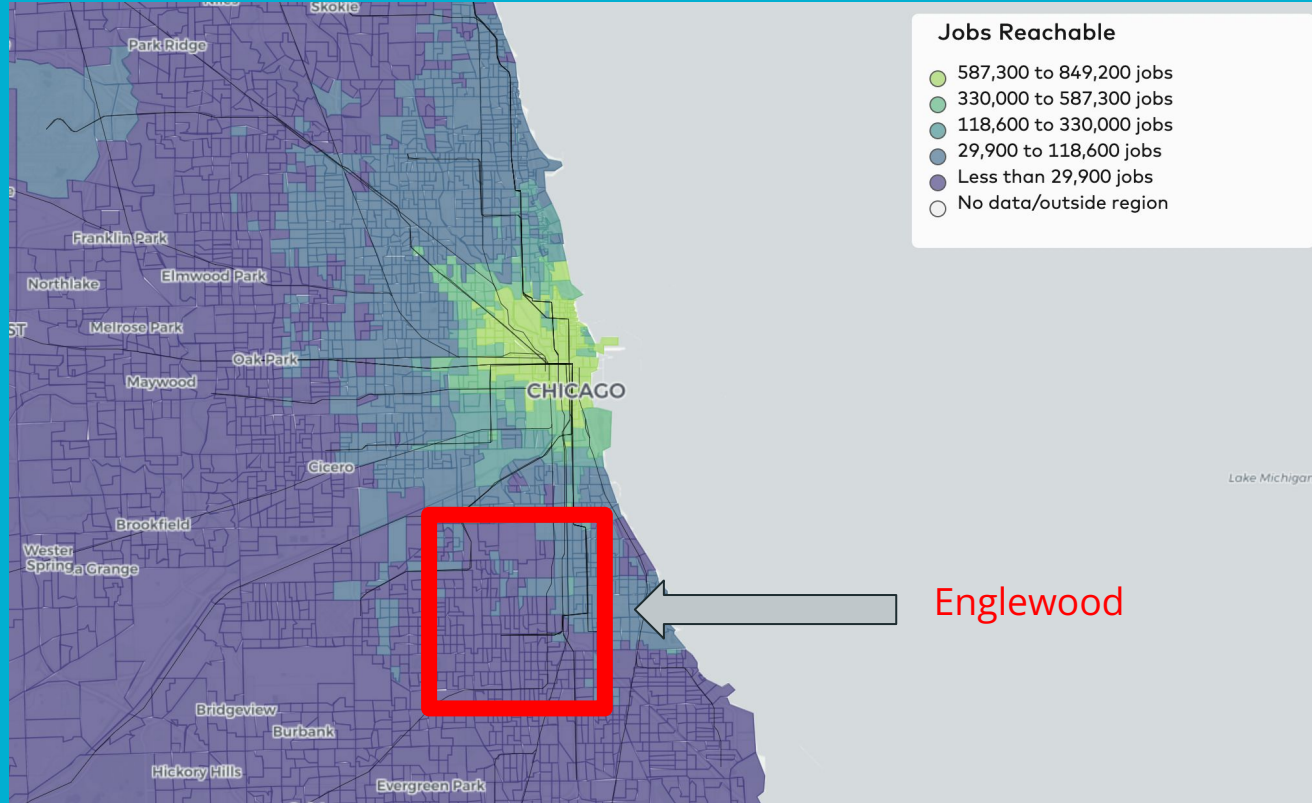 Skokie
Park Ridge
Franklin Park
Northlake
Elmwood Park
Melrose Park
Oak Park
Maywood
CHICAGO
Cicero
Brookfield
Wester
Spring
a Grange
Bridgeview
Burbank
Hickory Hills
Evergreen Park
Lake Michigan
Jobs Reachable
587,300 to 849,200 jobs
330,000 to 587,300 jobs
118,600 to 330,000 jobs
29,900 to 118,600 jobs
Less than 29,900 jobs
No data/outside region
Englewood